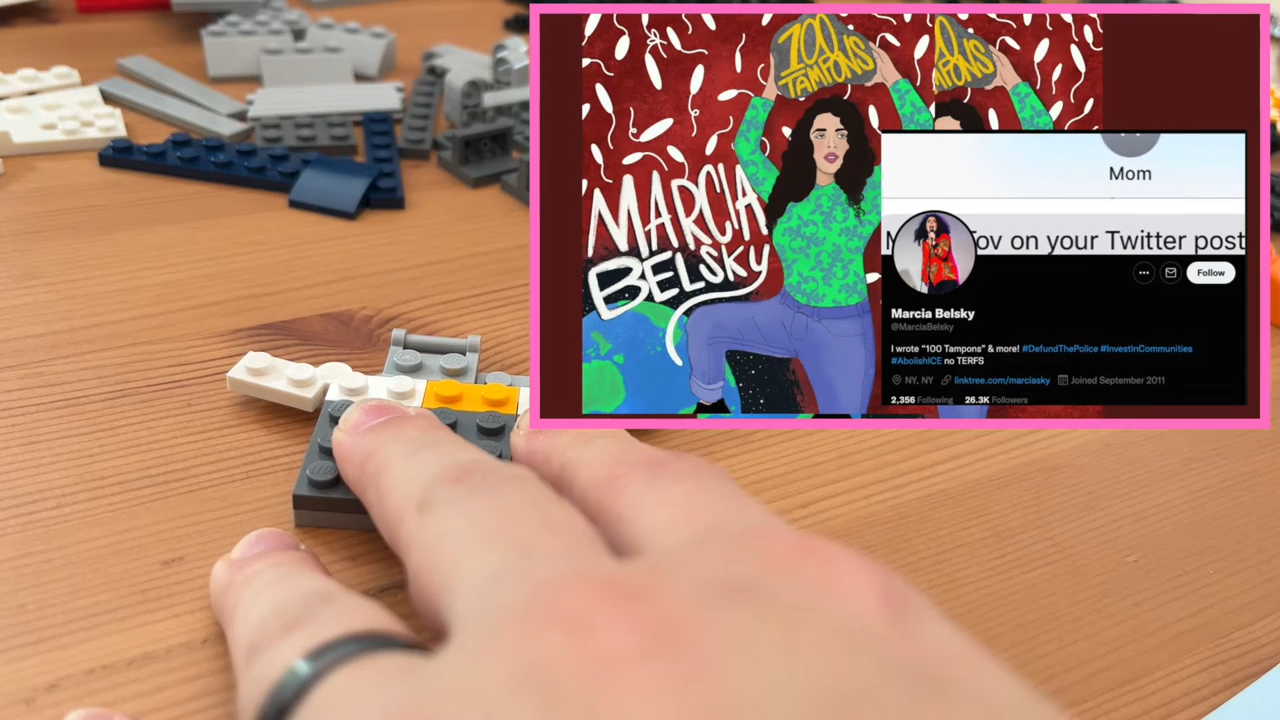 100
TAMPONS
MARCIA
BELSKY
Mom
Tov on your Twitter post
Follow
Marcia Belsky
@MarciaBelsky
I wrote "100 Tampons" & more! #DefundThePolice #InvestInCommunities
#AbolishICE no TERFS
NY, NY linktree.com/marciasky Joined September 2011
2,356 Following 26.3K Followers